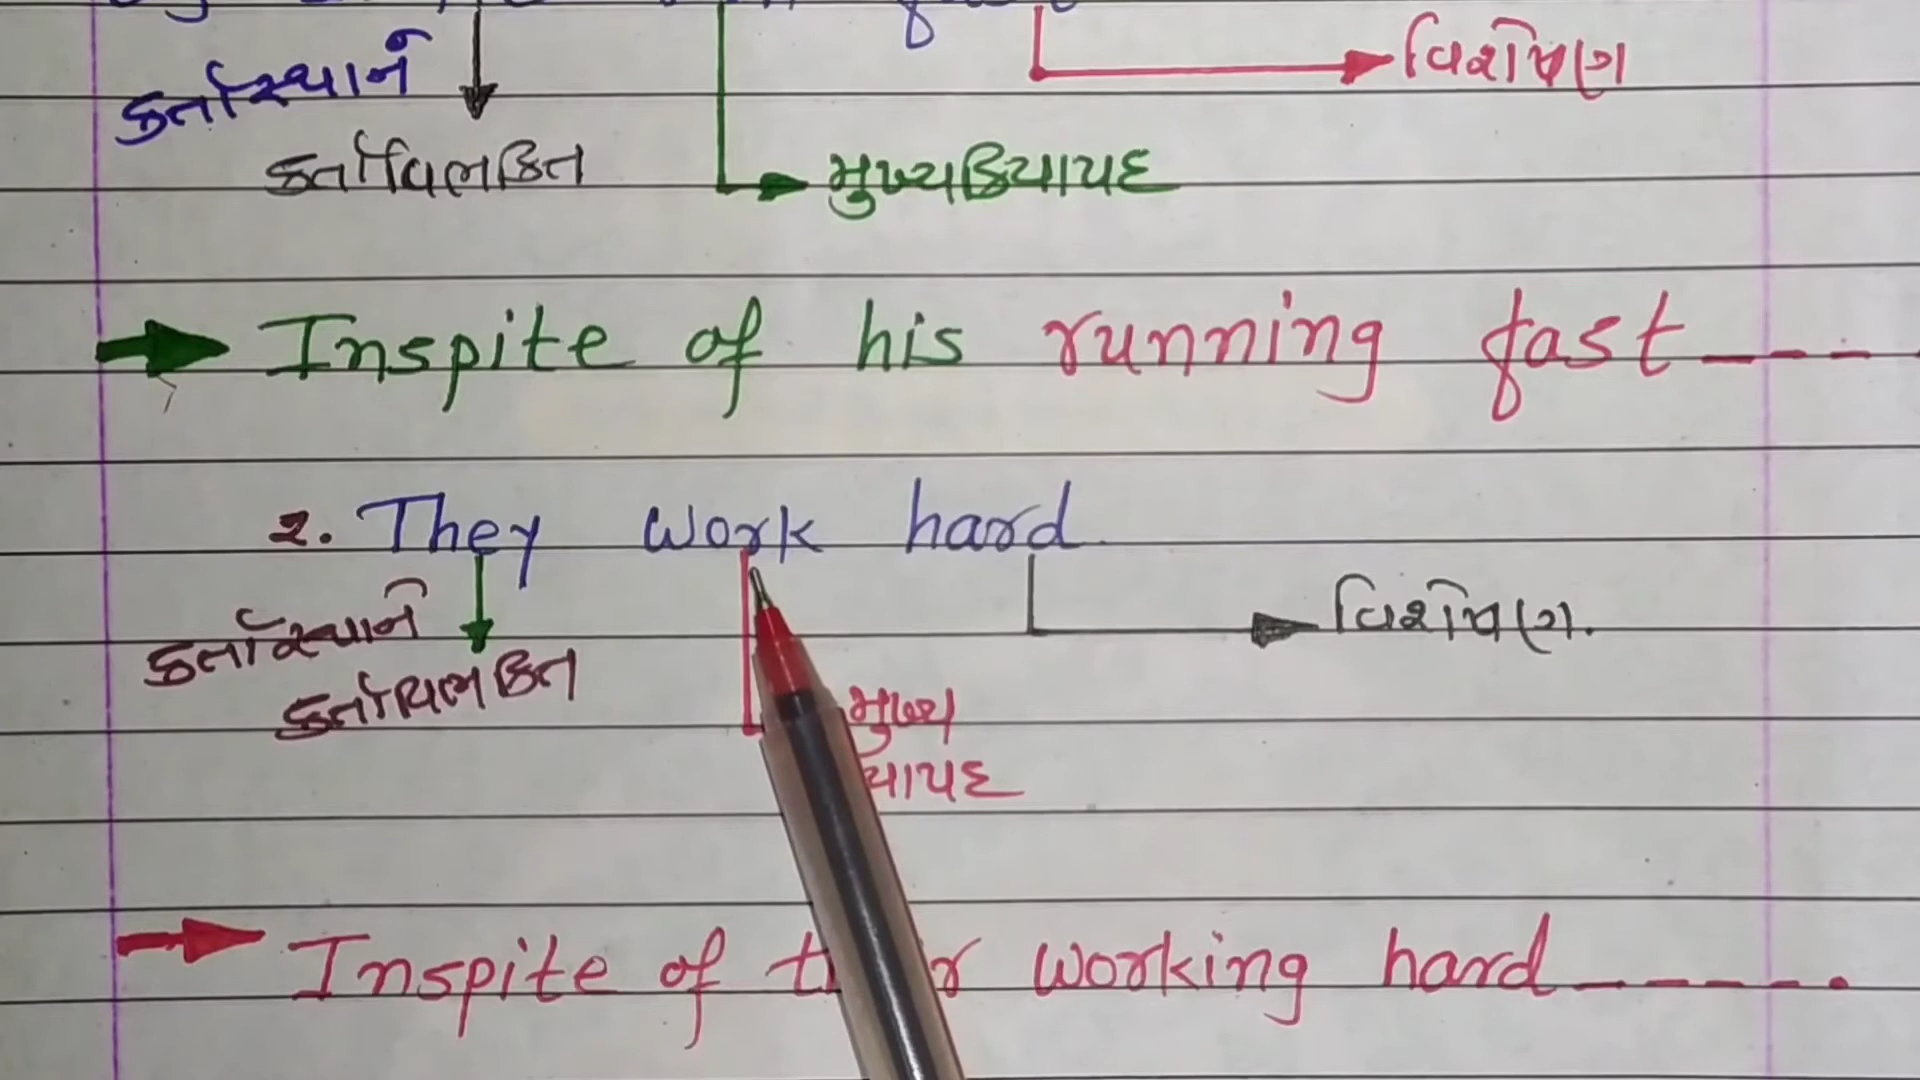 વિશેષણ
કર્તાસ્થાને
કર્તાવિભક્તિ
મુખ્યક્રિયાપદ
Inspite of his running fast ----
2. They work hard.
કર્તાસ્થાને
કર્તાવિભક્તિ
વિશેષણ.
મુખ્ય
યાપદ
Inspite of working hard -----.